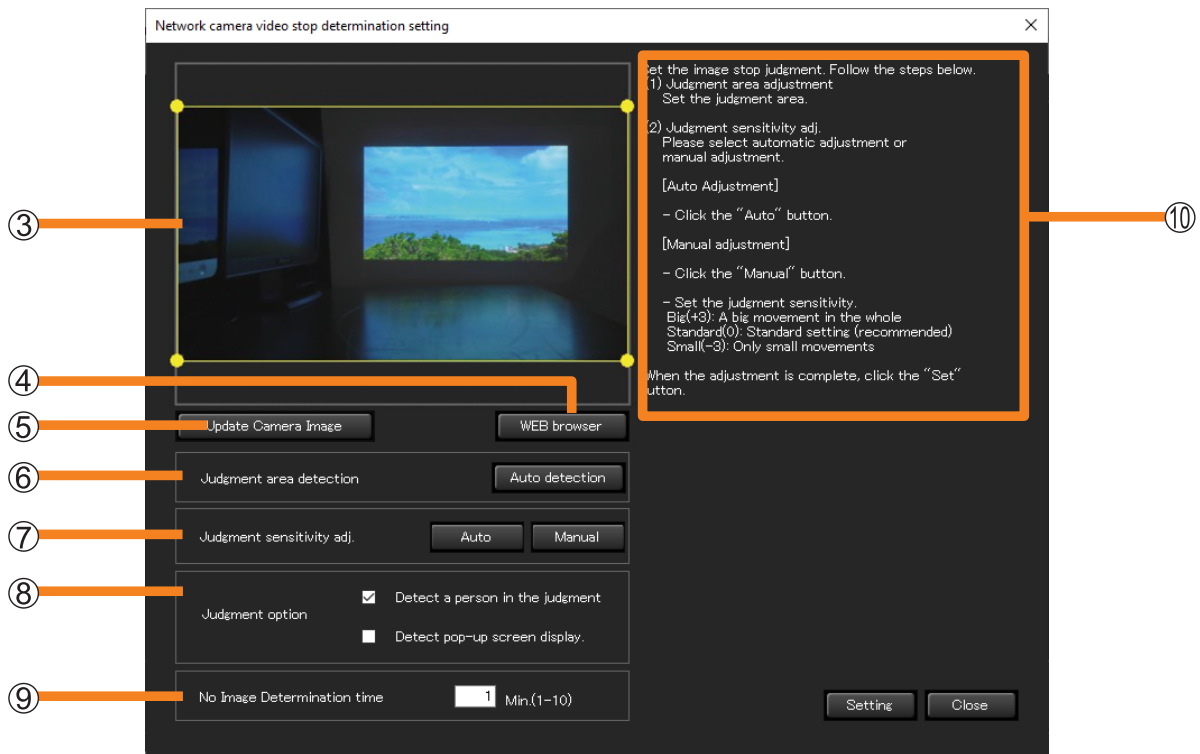 Network camera video stop determination setting
③
④
⑤
⑥
⑦
⑧
⑨
⑩
Update Camera Image
WEB browser
Judgment area detection
Auto detection
Judgment sensitivity adj.
Auto
Manual
Judgment option
Detect a person in the judgment
Detect pop-up screen display.
No Image Determination time
1 Min.(1-10)
Set the image stop judgment. Follow the steps below.
(1) Judgment area adjustment
Set the judgment area.
(2) Judgment sensitivity adj.
Please select automatic adjustment or
manual adjustment.
[Auto Adjustment]
- Click the "Auto" button.
[Manual adjustment]
- Click the "Manual" button.
- Set the judgment sensitivity.
Big(+3): A big movement in the whole
Standard(0): Standard setting (recommended)
Small(-3): Only small movements
When the adjustment is complete, click the "Set"
button.
Setting
Close